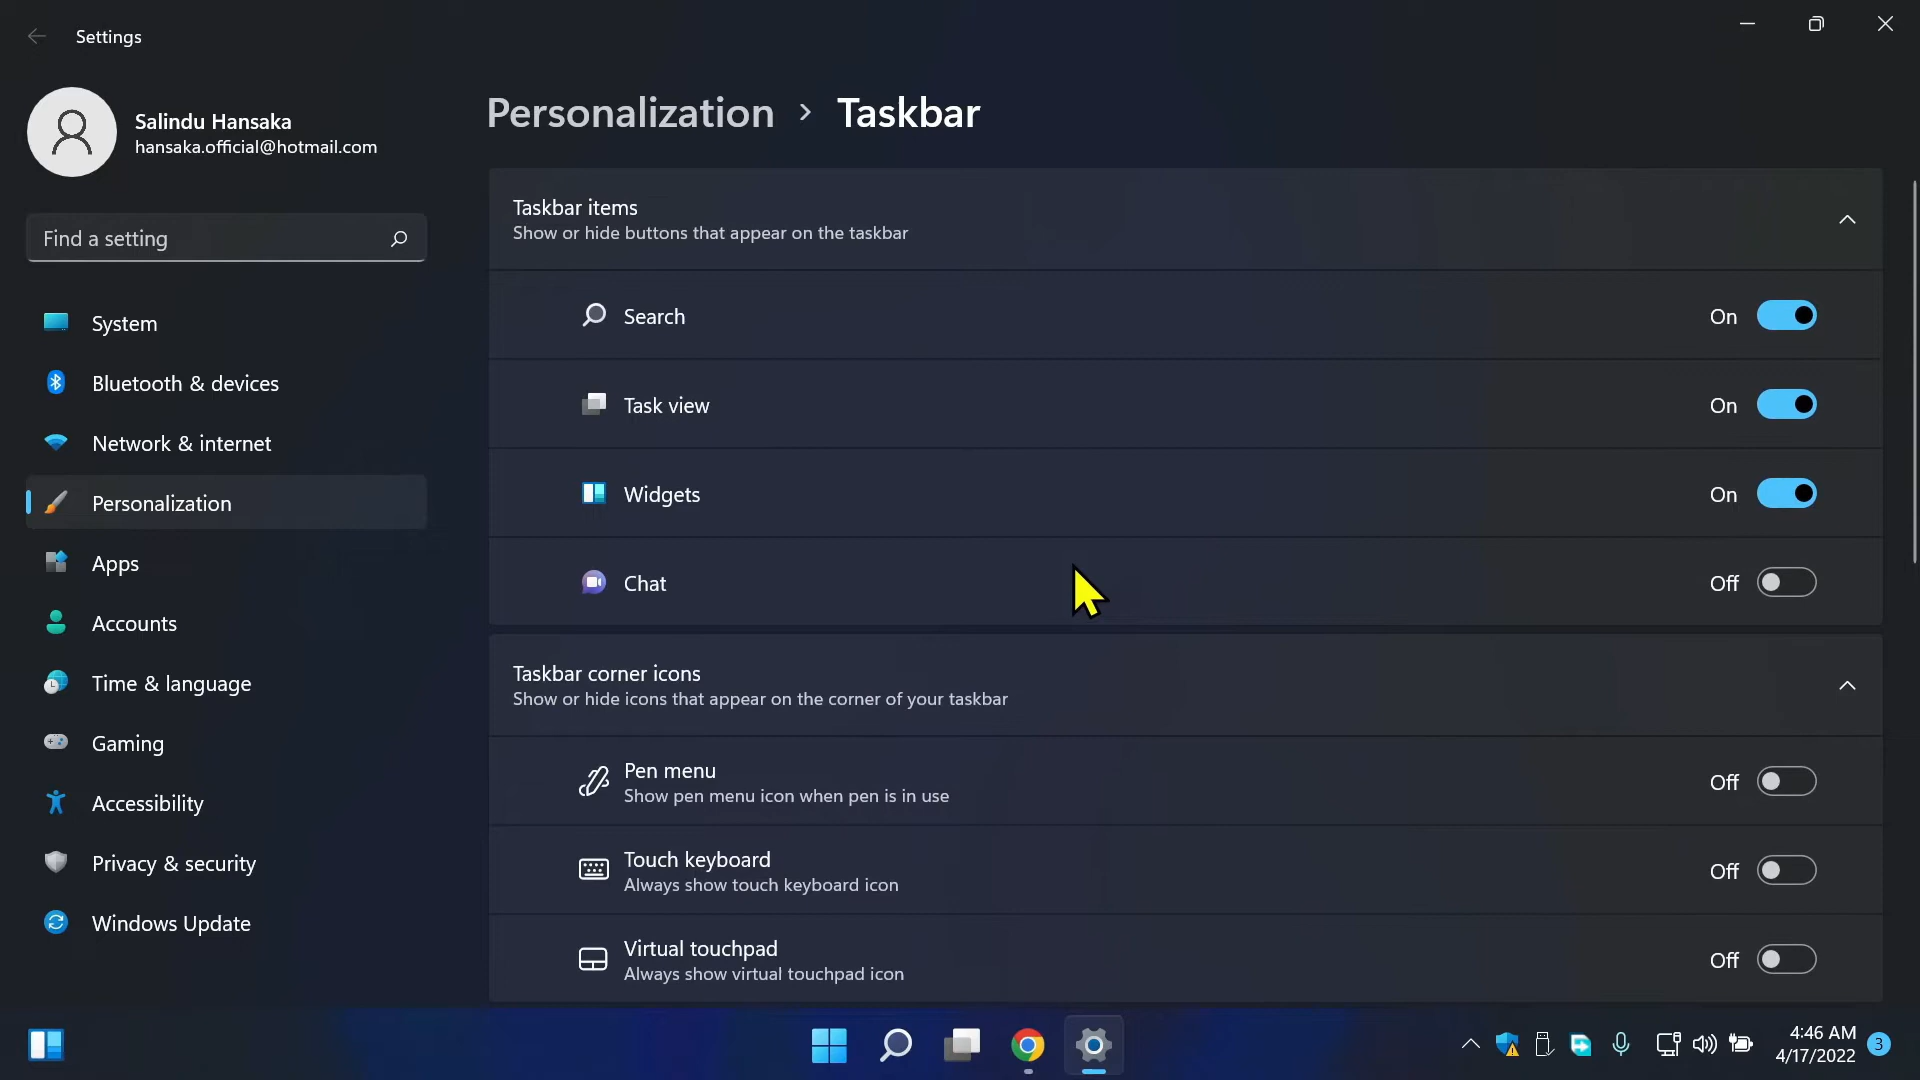 Settings
Salindu Hansaka
hansaka.official@hotmail.com
Find a setting
System
Bluetooth & devices
Network & internet
Personalization
Apps
Accounts
Time & language
Gaming
Accessibility
Privacy & security
Windows Update
Personalization > Taskbar
Taskbar items
Show or hide buttons that appear on the taskbar
Search On
Task view On
Widgets On
Chat Off
Taskbar corner icons
Show or hide icons that appear on the corner of your taskbar
Pen menu
Show pen menu icon when pen is in use
Off
Touch keyboard
Always show touch keyboard icon
Off
Virtual touchpad
Always show virtual touchpad icon
Off
4:46 AM
4/17/2022
3